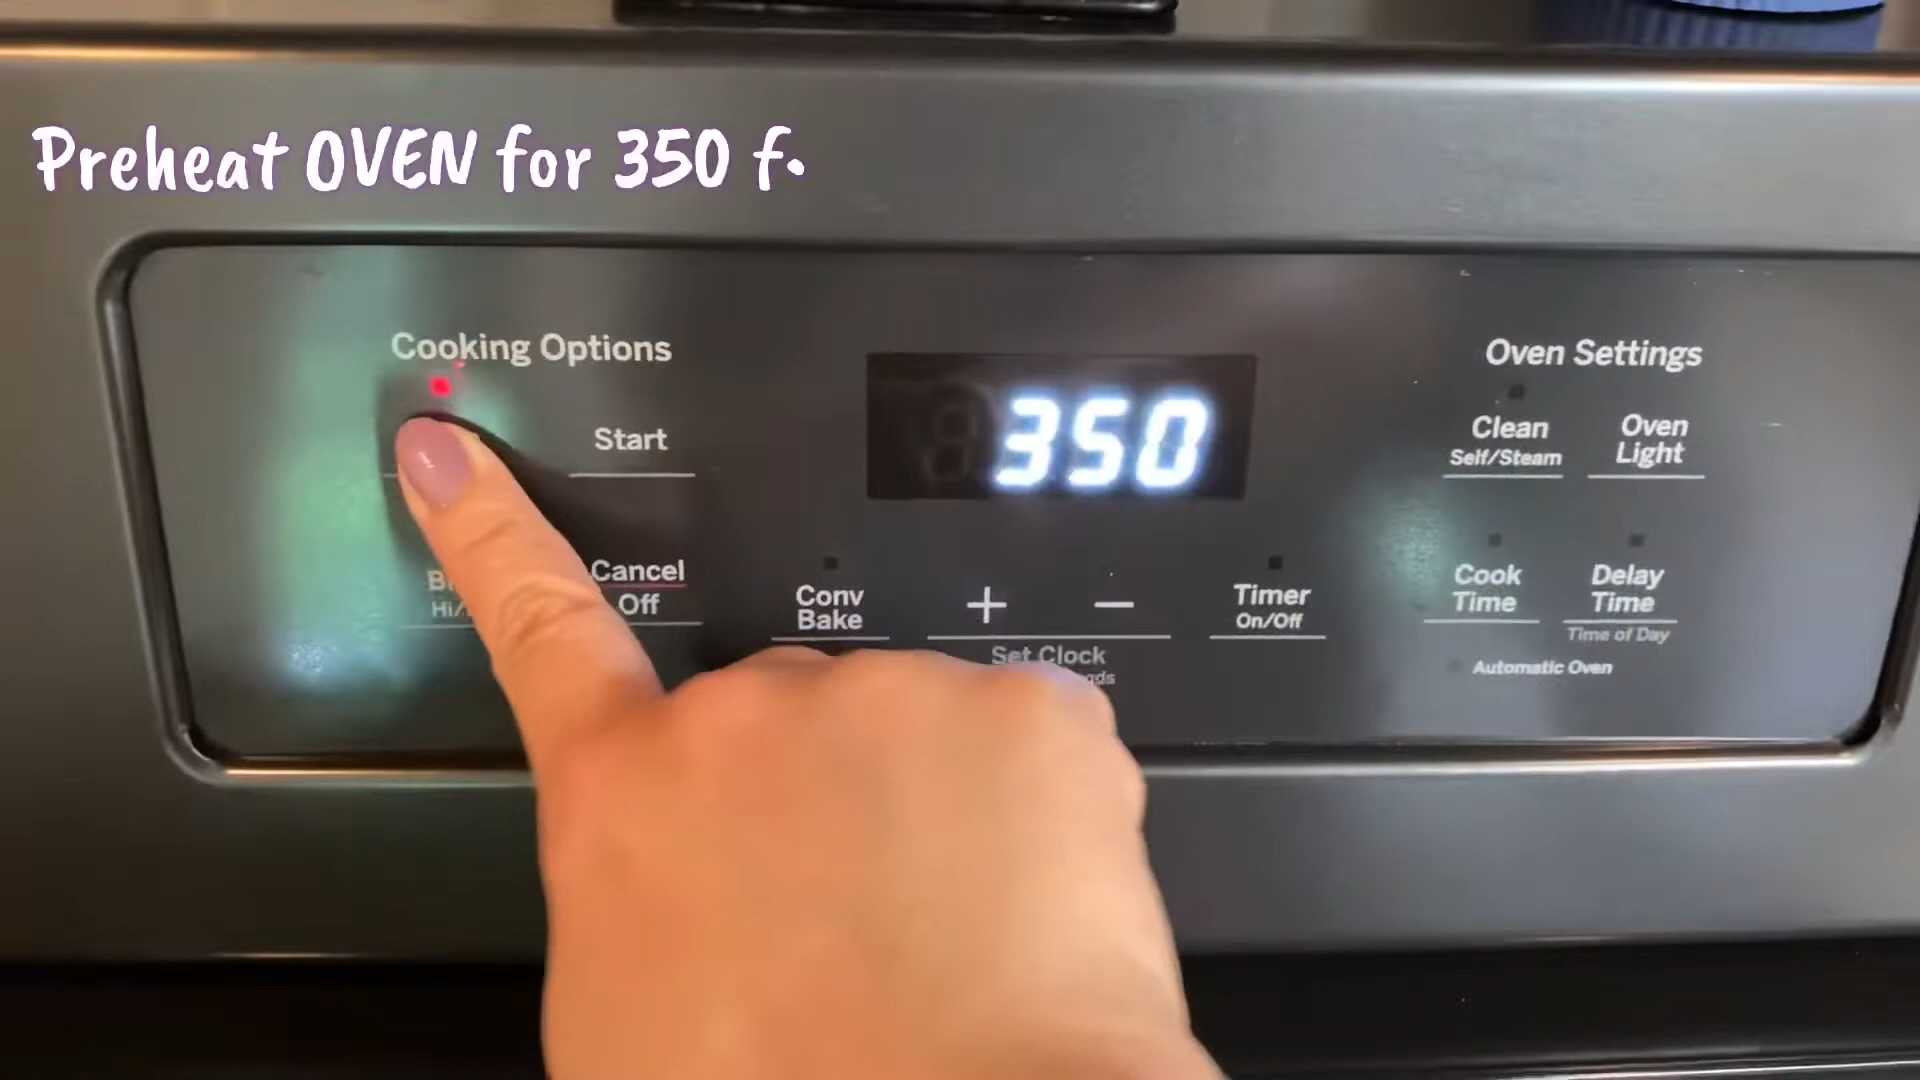 Preheat OVEN for 350 f.
Cooking Options
Start
Cancel
Off
Hi/
350
Conv
Bake
+
−
Set Clock
Timer
On/Off
Oven Settings
Clean
Self/Steam
Oven
Light
Cook
Time
Delay
Time
Time of Day
Automatic Oven